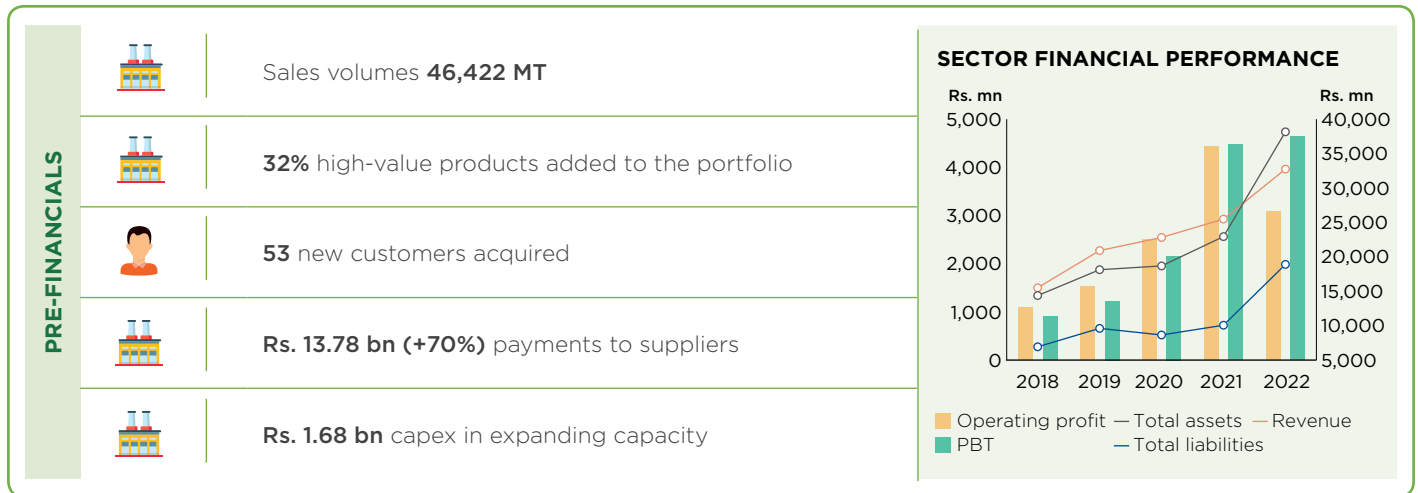 PRE-FINANCIALS
Sales volumes 46,422 MT
32% high-value products added to the portfolio
53 new customers acquired
Rs. 13.78 bn (+70%) payments to suppliers
Rs. 1.68 bn capex in expanding capacity
SECTOR FINANCIAL PERFORMANCE
Rs. mn
5,000
4,000
3,000
2,000
1,000
0
Rs. mn
40,000
35,000
30,000
25,000
20,000
15,000
10,000
5,000
2018 2019 2020 2021 2022
Operating profit Total assets Revenue
PBT Total liabilities